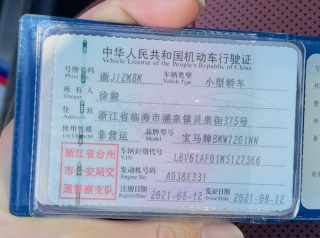 中华人民共和国机动车行驶证
Vehicle License of the People's Republic of China
号牌号码 浙J12M8M 车辆类型 小型轿车
Plate No. Vehicle Type
所有人 徐毅
Owner
住址 浙江省临海市涌泉镇灵泉街375号
Address
使用性质 非营运 品牌型号 宝马牌BMW7201NN
Use Character Model
车辆识别代号 LBV61AF01MS127366
VIN
浙江省台州
市公安局交
通警察支队
发动机号码 A038E331
Engine No.
注册日期 2021-08-12 发证日期 2021-08-12
Register Date Issue Date